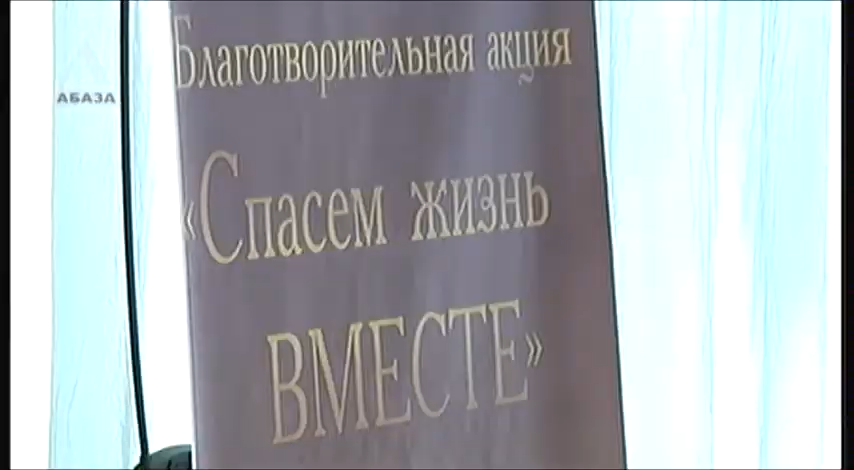 Благотворительная акция
АБАЗА
«Спасем жизнь
ВМЕСТЕ»